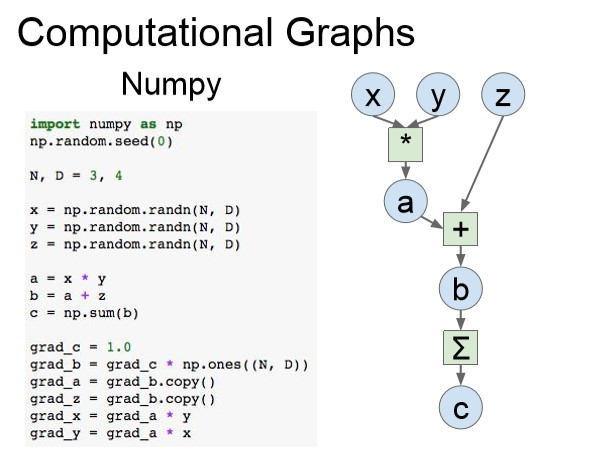 Computational Graphs
Numpy
import numpy as np
np.random.seed(0)
N, D = 3, 4
x = np.random.randn(N, D)
y = np.random.randn(N, D)
z = np.random.randn(N, D)
a = x * y
b = a + z
c = np.sum(b)
grad_c = 1.0
grad_b = grad_c * np.ones((N, D))
grad_a = grad_b.copy()
grad_z = grad_b.copy()
grad_x = grad_a * y
grad_y = grad_a * x
x y z
*
a
+
b
Σ
c